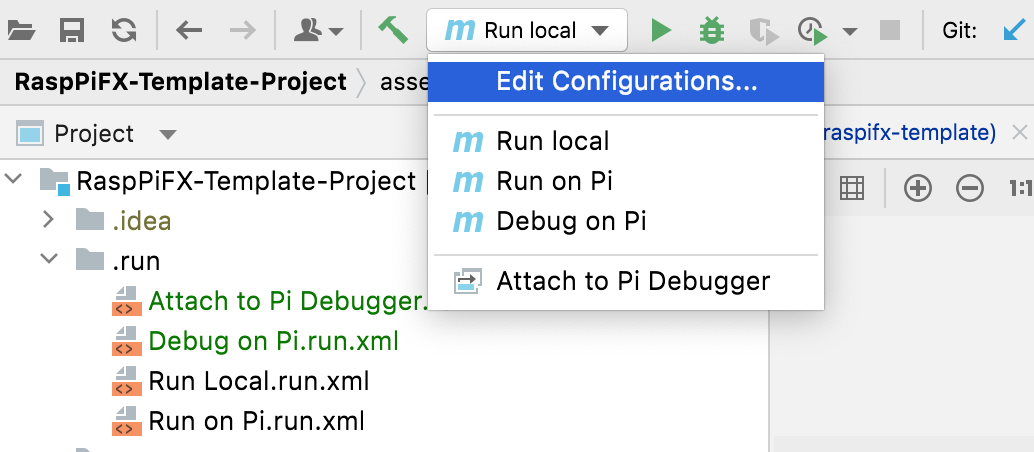 Run local
Git:
RaspPiFX-Template-Project
asse
Edit Configurations...
Project
Run local
raspifx-template)
RaspPiFX-Template-Project
Run on Pi
1:1
.idea
Debug on Pi
.run
Attach to Pi Debugger
Attach to Pi Debugger.
Debug on Pi.run.xml
Run Local.run.xml
Run on Pi.run.xml